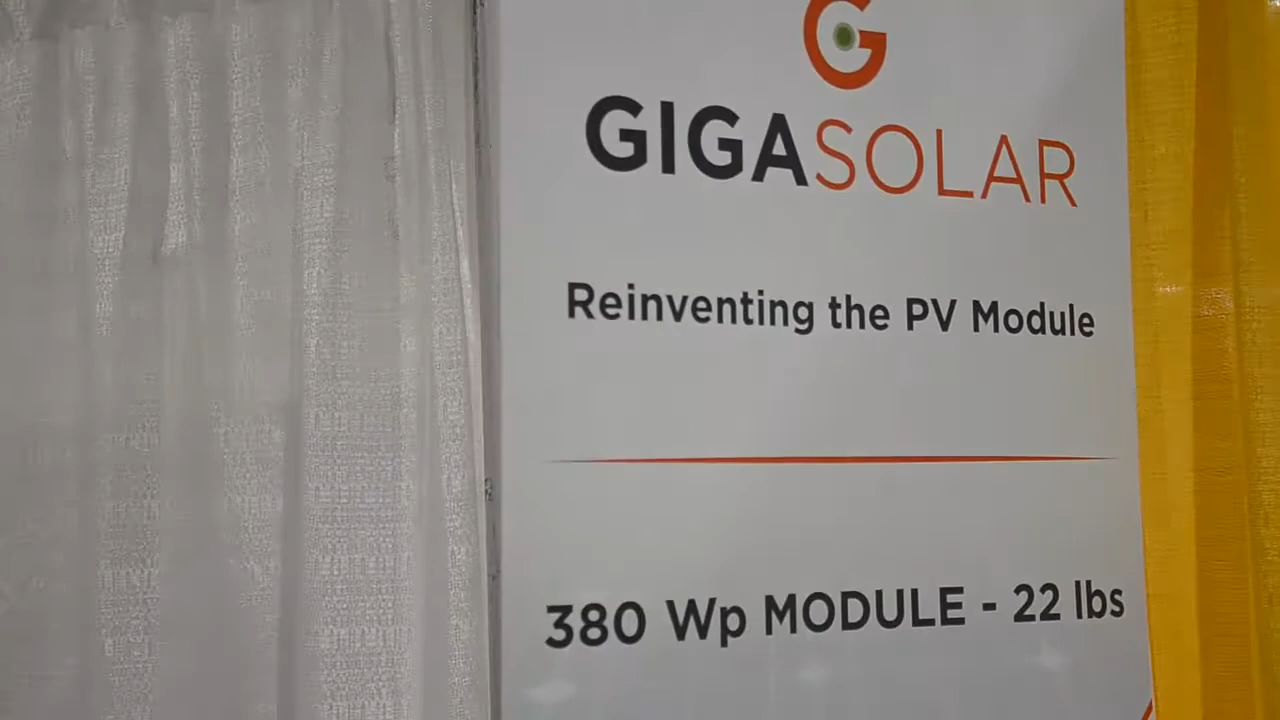 G
GIGASOLAR
Reinventing the PV Module
380 Wp MODULE - 22 lbs